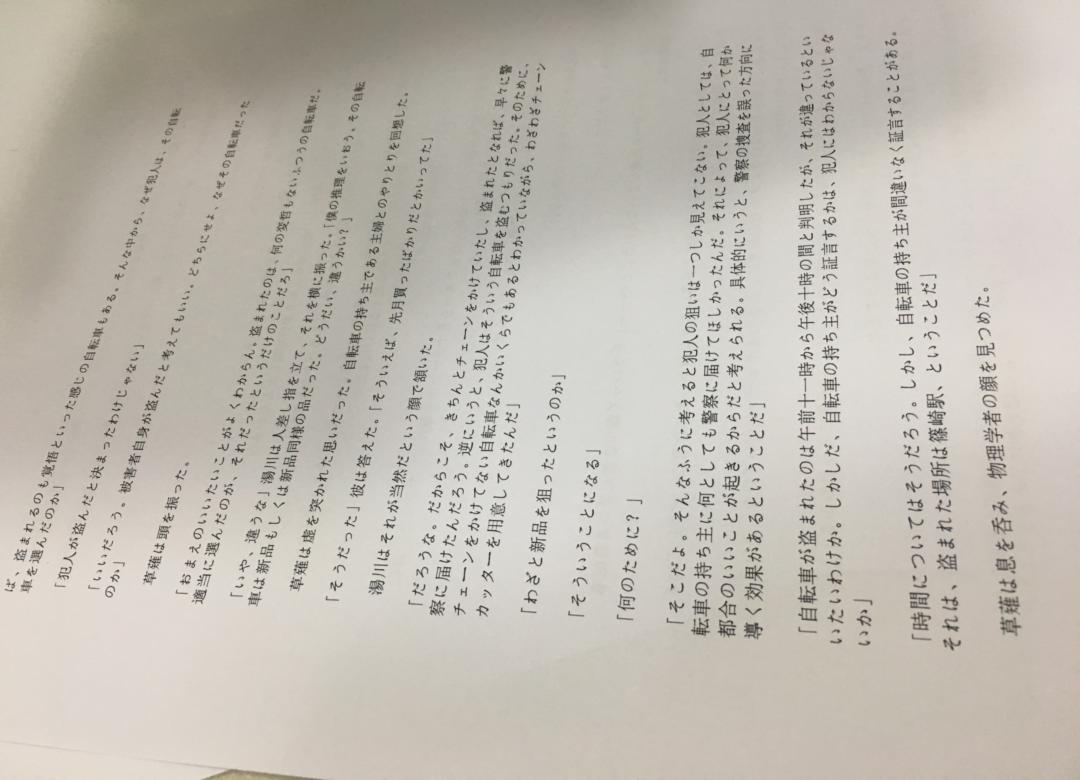 ば、盗まれるのも覚悟といった感じの自転車もある。そんな中から、なぜ犯人は、その自転
車を選んだのか」
「犯人が盗んだと決まったわけじゃない」
「いいだろう。被害者自身が盗んだと考えてもいい。どちらにせよ、なぜその自転車だった
のか」
草薙は頭を振った。
「おまえのいいたいことがよくわからん。盗まれたのは、何の変哲もないふつうの自転車だ。
適当に選んだのが、それだったというだけのことだろ」
「いや、違うな」湯川は人差し指を立て、それを横に振った。「僕の推理をいおう。その自転
車は新品もしくは新品同様の品だった。どうだい、違うかい？」
草薙は虚を突かれた思いだった。自転車の持ち主である主婦とのやりとりを回想した。
「そうだった」彼は答えた。「そういえば、先月買ったばかりだとかいってた」
湯川はそれが当然だという顔で頷いた。
「だろうな。だからこそ、きちんとチェーンをかけていたし、盗まれたとなれば、早々に警
察に届けたんだろう。逆にいうと、犯人はそういう自転車を盗むつもりだった。そのために、
チェーンをかけてない自転車なんかいくらでもあるとわかっていながら、わざわざチェーン
カッターを用意してきたんだ」
「わざと新品を狙ったというのか」
「そういうことになる」
「何のために？」
「そこだよ。そんなふうに考えると犯人の狙いは一つしか見えてこない。犯人としては、自
転車の持ち主に何としても警察に届けてほしかったんだ。それによって、犯人にとって何か
都合のいいことが起きるからだと考えられる。具体的にいうと、警察の捜査を誤った方向に
導く効果があるということだ」
「自転車が盗まれたのは午前十一時から午後十時の間と判明したが、それが違っているとい
いたいわけか。しかしだ、自転車の持ち主がどう証言するかは、犯人にはわからないじゃな
いか」
「時間についてはそうだろう。しかし、自転車の持ち主が間違いなく証言することがある。
それは、盗まれた場所は篠崎駅、ということだ」
草薙は息を呑み、物理学者の顔を見つめた。